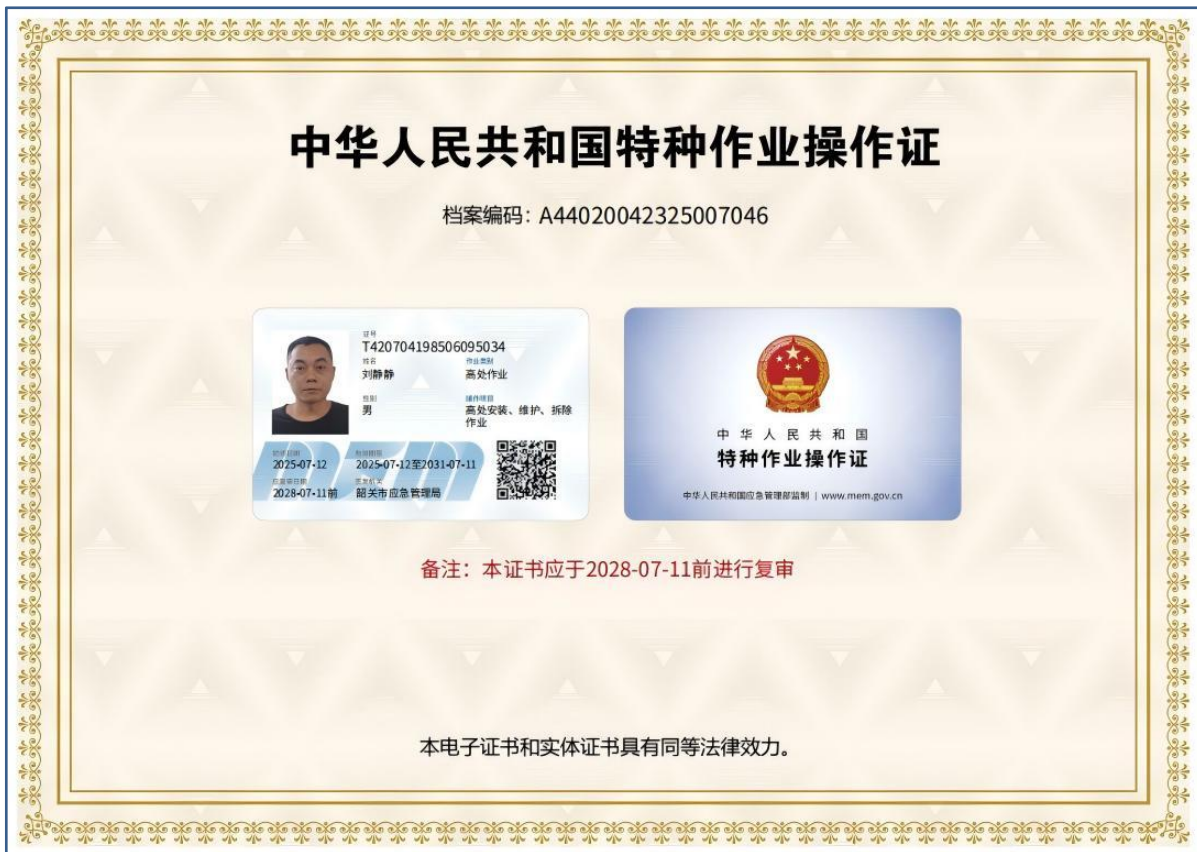 中华人民共和国特种作业操作证
档案编码：A44020042325007046
证号
T420704198506095034
姓名 作业类别
刘静静 高处作业
性别 操作项目
男 高处安装、维护、拆除
作业
初领日期 有效期限
2025-07-12 2025-07-12至2031-07-11
应复审日期 签发机关
2028-07-11前 韶关市应急管理局
中华人民共和国
特种作业操作证
中华人民共和国应急管理部监制 | www.mem.gov.cn
备注：本证书应于2028-07-11前进行复审
本电子证书和实体证书具有同等法律效力。